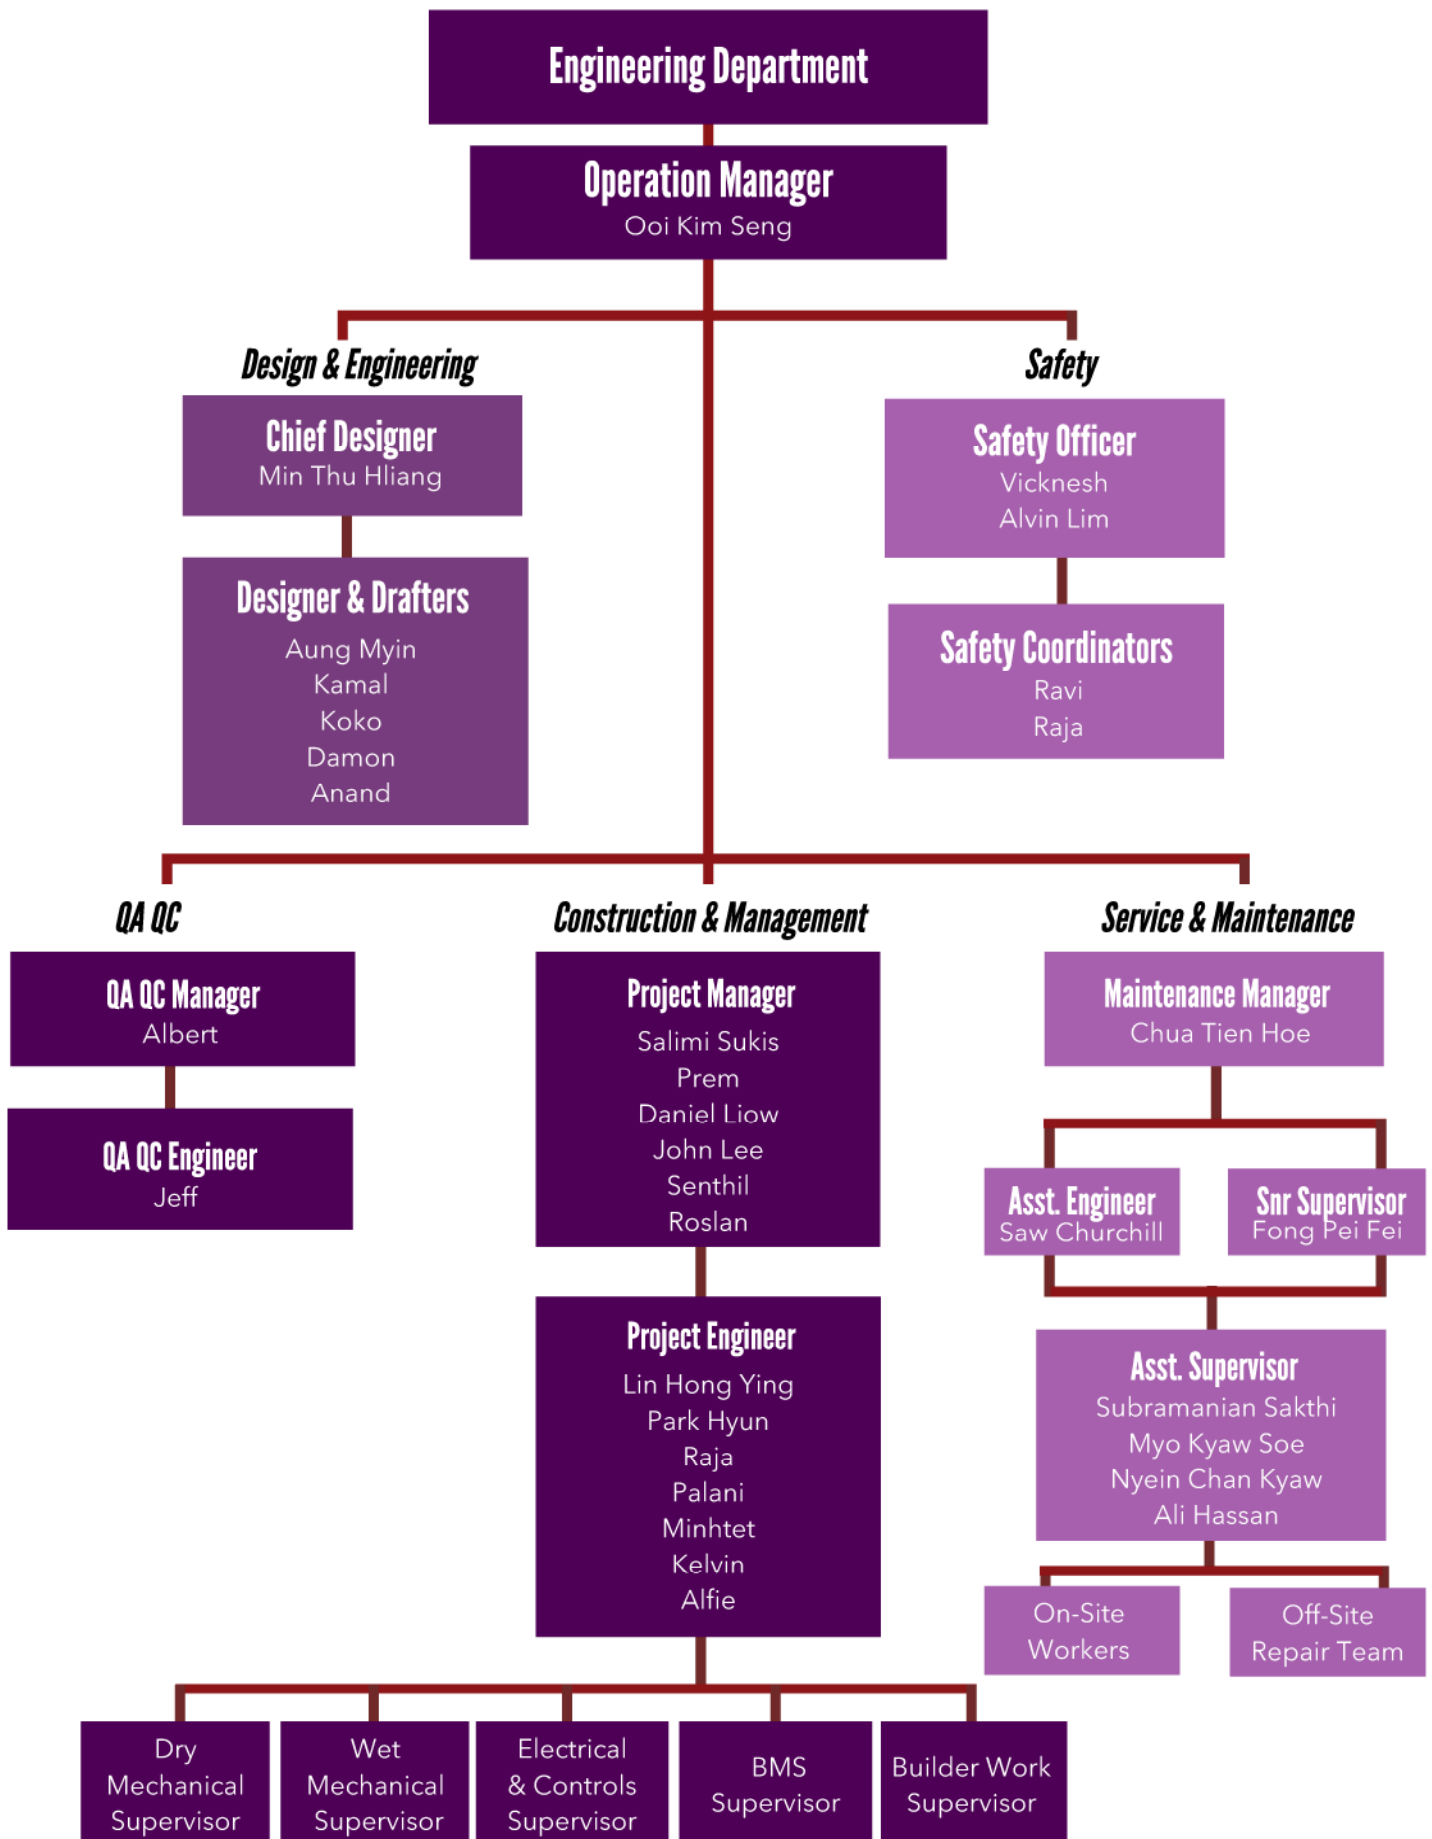 Engineering Department
Operation Manager
Ooi Kim Seng
Design & Engineering
Chief Designer
Min Thu Hliang
Designer & Drafters
Aung Myin
Kamal
Koko
Damon
Anand
Safety
Safety Officer
Vicknesh
Alvin Lim
Safety Coordinators
Ravi
Raja
QA QC
QA QC Manager
Albert
QA QC Engineer
Jeff
Construction & Management
Project Manager
Salimi Sukis
Prem
Daniel Liow
John Lee
Senthil
Roslan
Project Engineer
Lin Hong Ying
Park Hyun
Raja
Palani
Minhtet
Kelvin
Alfie
Dry
Mechanical
Supervisor
Wet
Mechanical
Supervisor
Electrical
& Controls
Supervisor
BMS
Supervisor
Builder Work
Supervisor
Service & Maintenance
Maintenance Manager
Chua Tien Hoe
Asst. Engineer
Saw Churchill
Snr Supervisor
Fong Pei Fei
Asst. Supervisor
Subramanian Sakthi
Myo Kyaw Soe
Nyein Chan Kyaw
Ali Hassan
On-Site
Workers
Off-Site
Repair Team